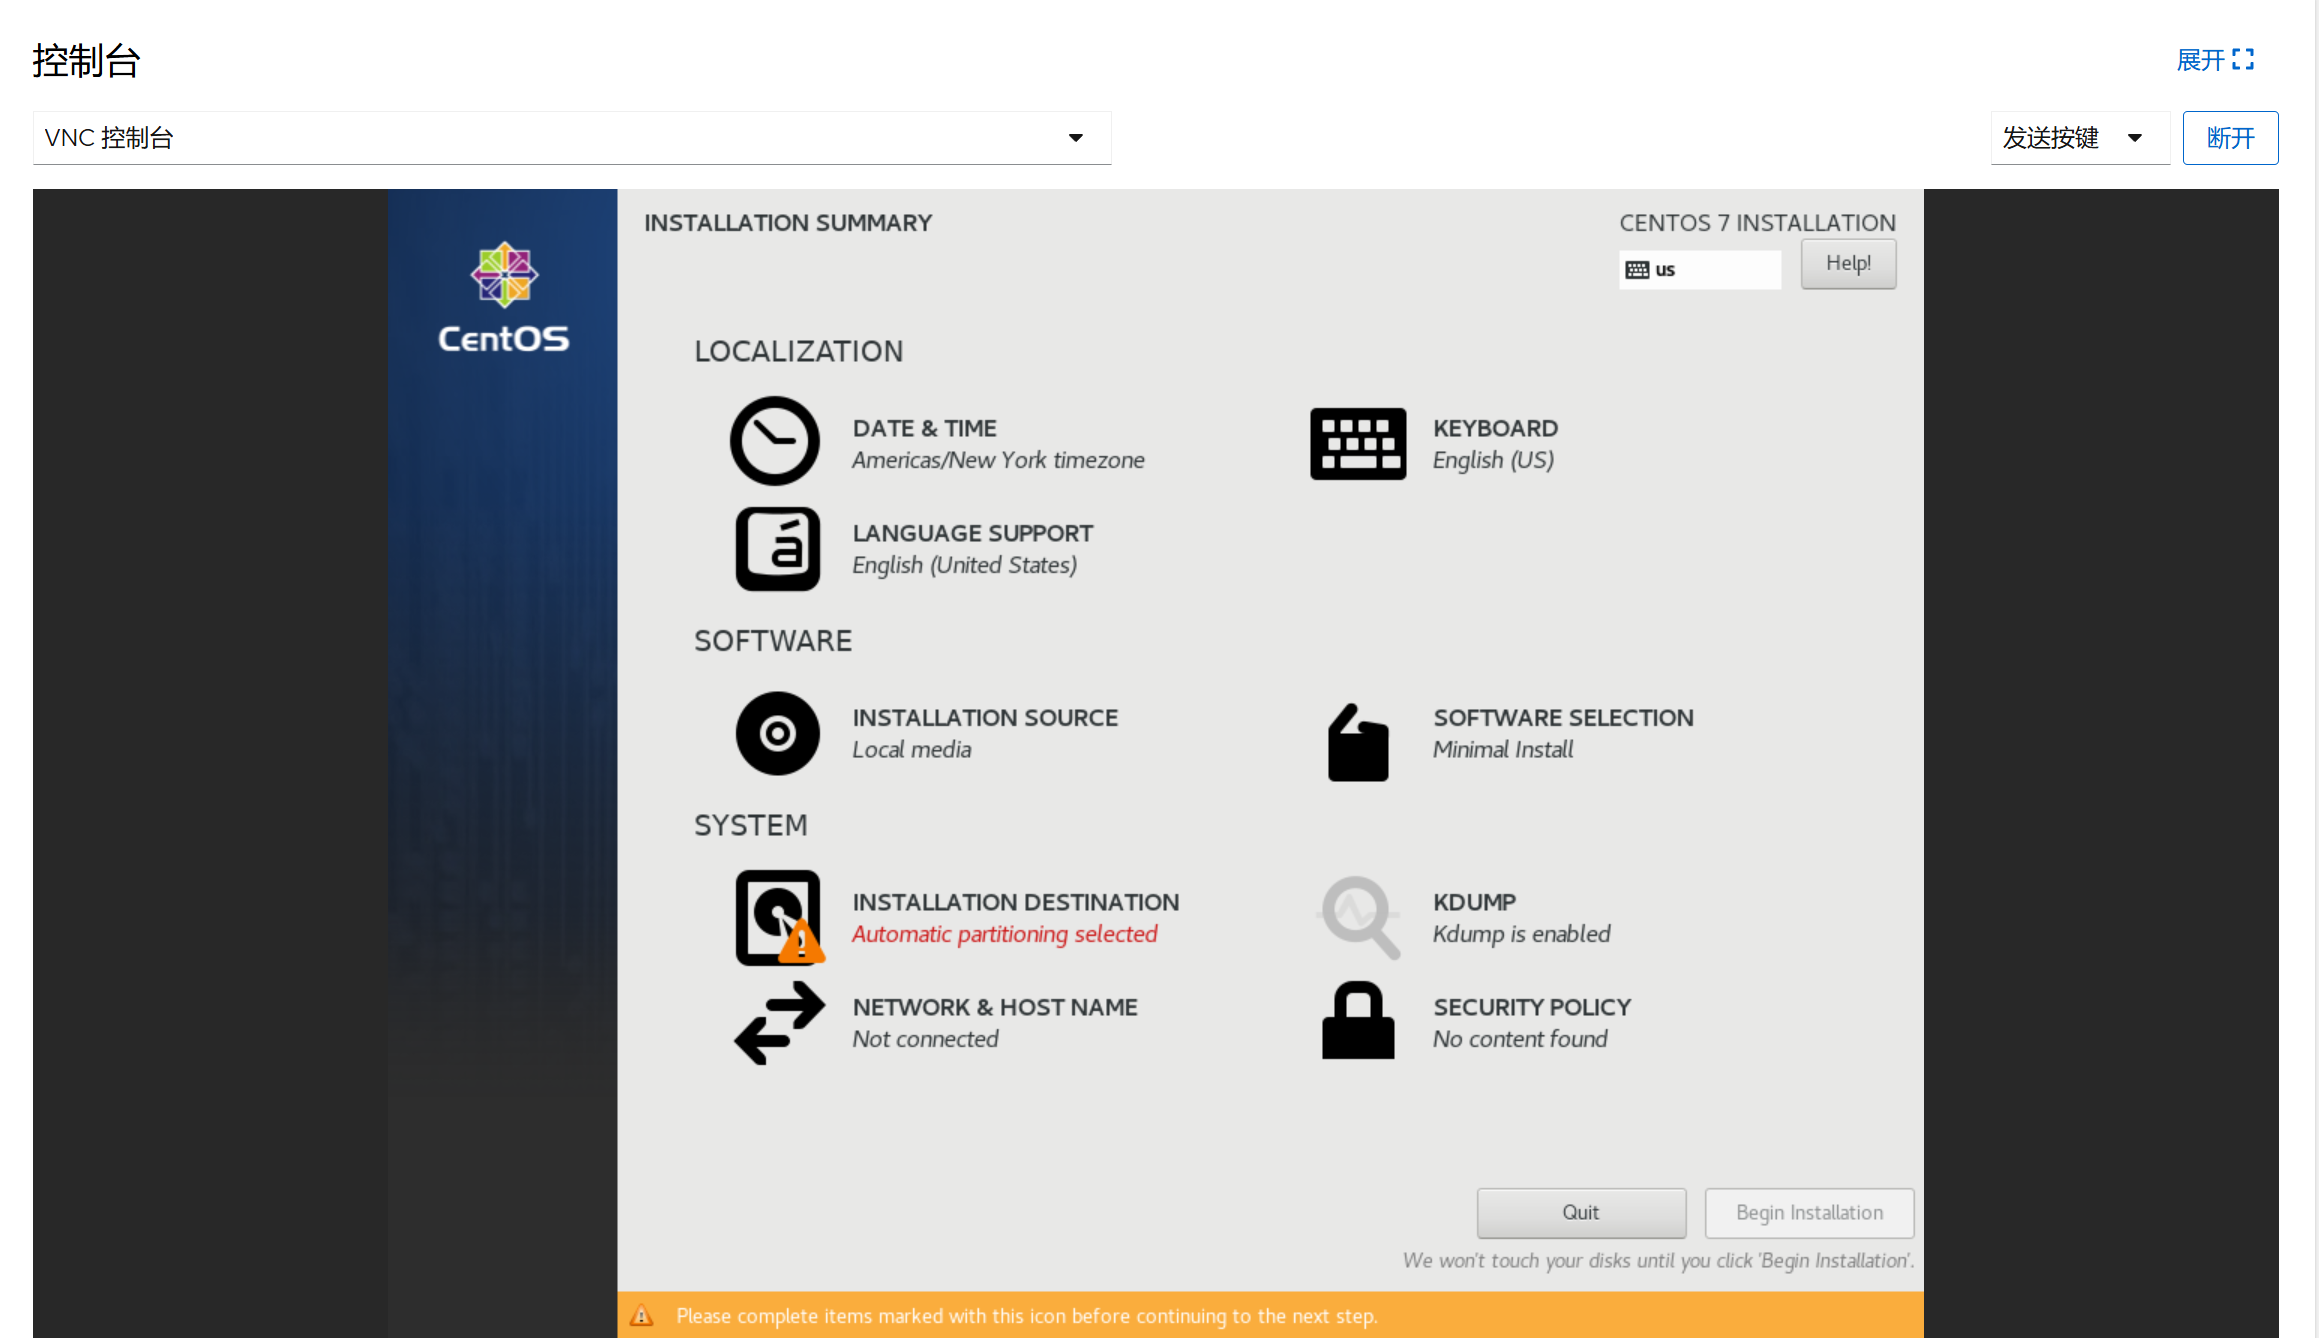 控制台
展开
VNC 控制台
发送按键
断开
CentOS
INSTALLATION SUMMARY
CENTOS 7 INSTALLATION
us
Help!
LOCALIZATION
DATE & TIME
Americas/New York timezone
KEYBOARD
English (US)
á
LANGUAGE SUPPORT
English (United States)
SOFTWARE
INSTALLATION SOURCE
Local media
SOFTWARE SELECTION
Minimal Install
SYSTEM
INSTALLATION DESTINATION
Automatic partitioning selected
KDUMP
Kdump is enabled
NETWORK & HOST NAME
Not connected
SECURITY POLICY
No content found
Quit
Begin Installation
We won't touch your disks until you click 'Begin Installation'.
Please complete items marked with this icon before continuing to the next step.